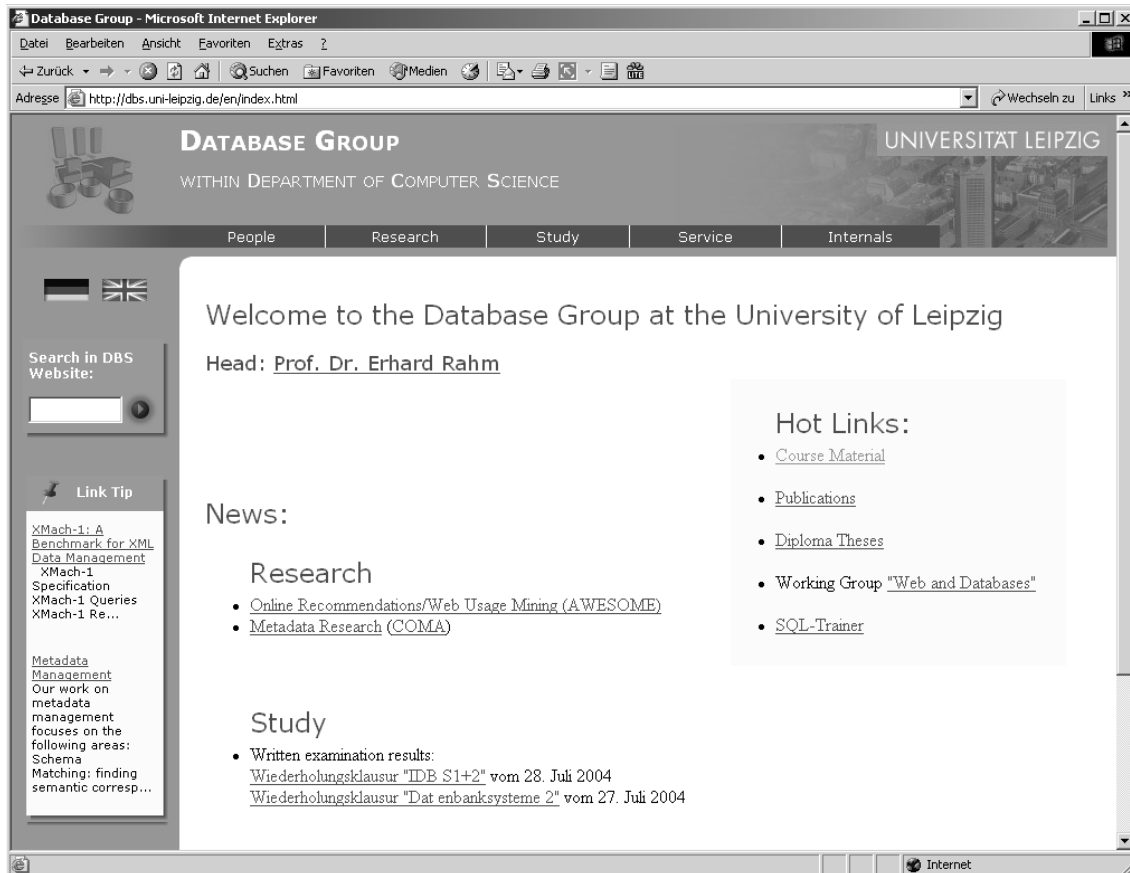 Database Group - Microsoft Internet Explorer
Datei Bearbeiten Ansicht Favoriten Extras ?
Zurück Suchen Favoriten Medien
Adresse http://dbs.uni-leipzig.de/en/index.html Wechseln zu Links »
DATABASE GROUP
UNIVERSITÄT LEIPZIG
WITHIN DEPARTMENT OF COMPUTER SCIENCE
People Research Study Service Internals
Welcome to the Database Group at the University of Leipzig
Head: Prof. Dr. Erhard Rahm
Search in DBS
Website:
Link Tip
XMach-1: A
Benchmark for XML
Data Management
XMach-1
Specification
XMach-1 Queries
XMach-1 Re...
Metadata
Management
Our work on
metadata
management
focuses on the
following areas:
Schema
Matching: finding
semantic corresp...
News:
Research
• Online Recommendations/Web Usage Mining (AWESOME)
• Metadata Research (COMA)
Study
• Written examination results:
Wiederholungsklausur "IDB S1+2" vom 28. Juli 2004
Wiederholungsklausur "Dat enbanksysteme 2" vom 27. Juli 2004
Hot Links:
• Course Material
• Publications
• Diploma Theses
• Working Group "Web and Databases"
• SQL-Trainer
Internet